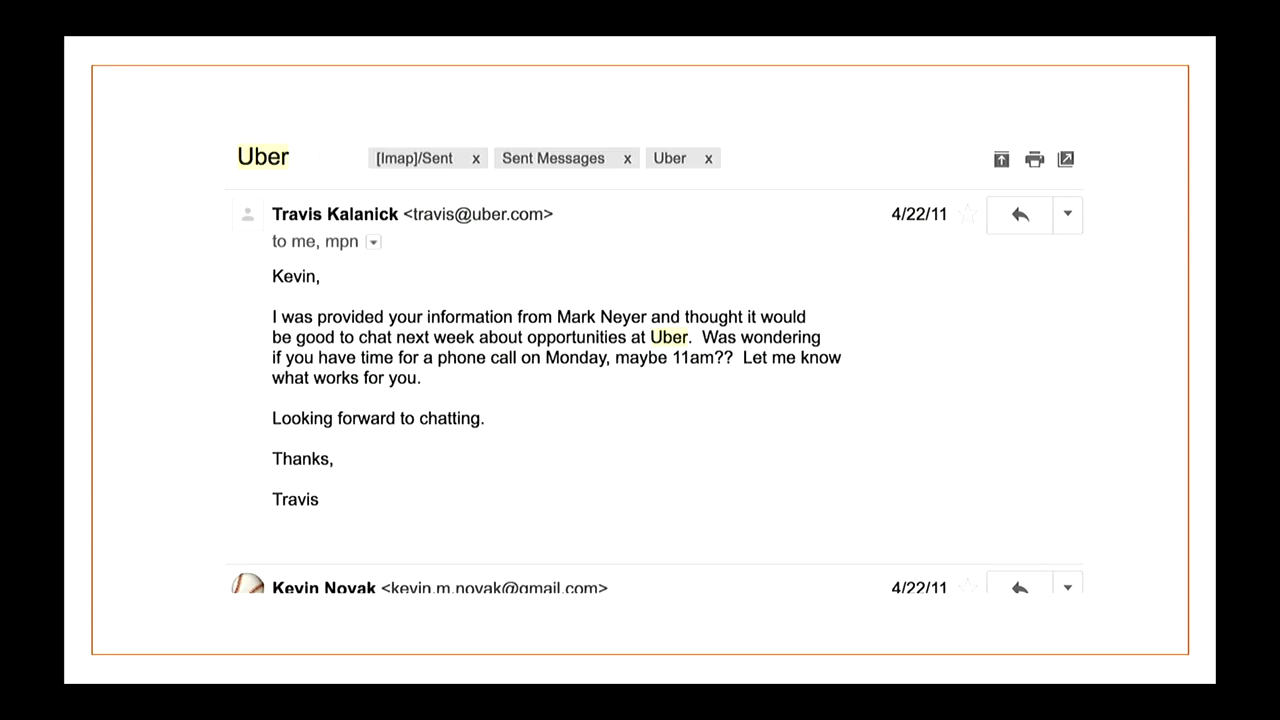 Uber [Imap]/Sent x Sent Messages x Uber x
Travis Kalanick <travis@uber.com> 4/22/11
to me, mpn
Kevin,
I was provided your information from Mark Neyer and thought it would
be good to chat next week about opportunities at Uber. Was wondering
if you have time for a phone call on Monday, maybe 11am?? Let me know
what works for you.
Looking forward to chatting.
Thanks,
Travis
Kevin Novak <kevin.m.novak@gmail.com> 4/22/11